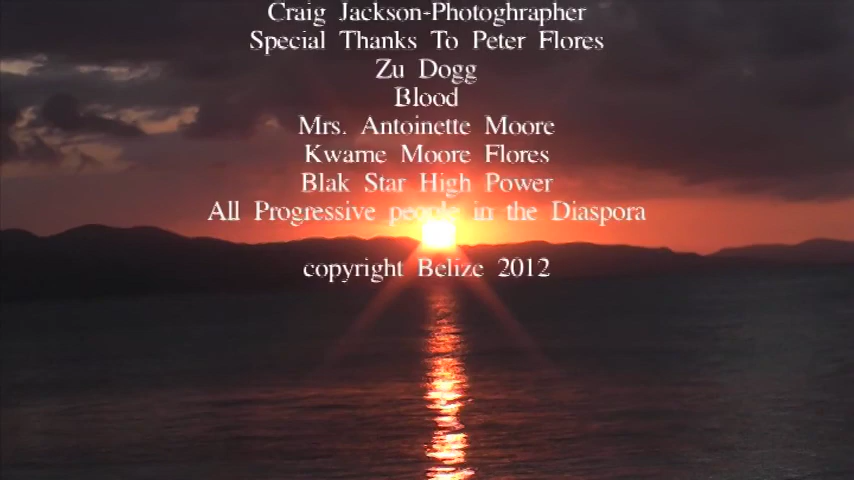 Craig Jackson-Photoghrapher
Special Thanks To Peter Flores
Zu Dogg
Blood
Mrs. Antoinette Moore
Kwame Moore Flores
Blak Star High Power
All Progressive people in the Diaspora
copyright Belize 2012